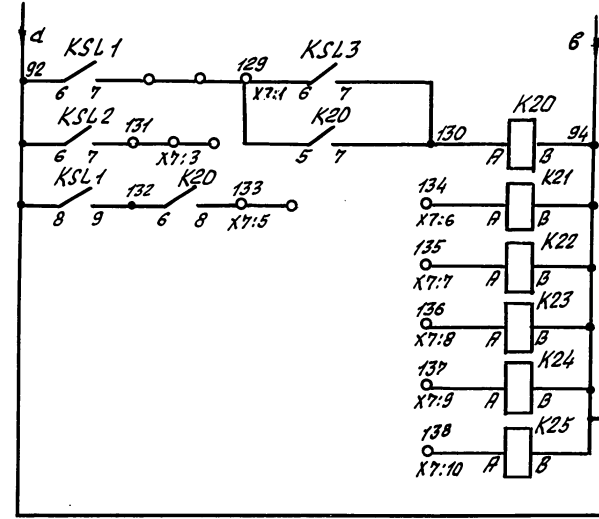 a
в
KSL1
KSL3
92
129
6 7
X7:1
6 7
KSL2
131
K20
130
K20
94
6 7
X7:3
5 7
A B
KSL1
132
K20
133
134
K21
8 9
6 8
X7:5
X7:6
A B
135
K22
X7:7
A B
136
K23
X7:8
A B
137
K24
X7:9
A B
138
K25
X7:10
A B